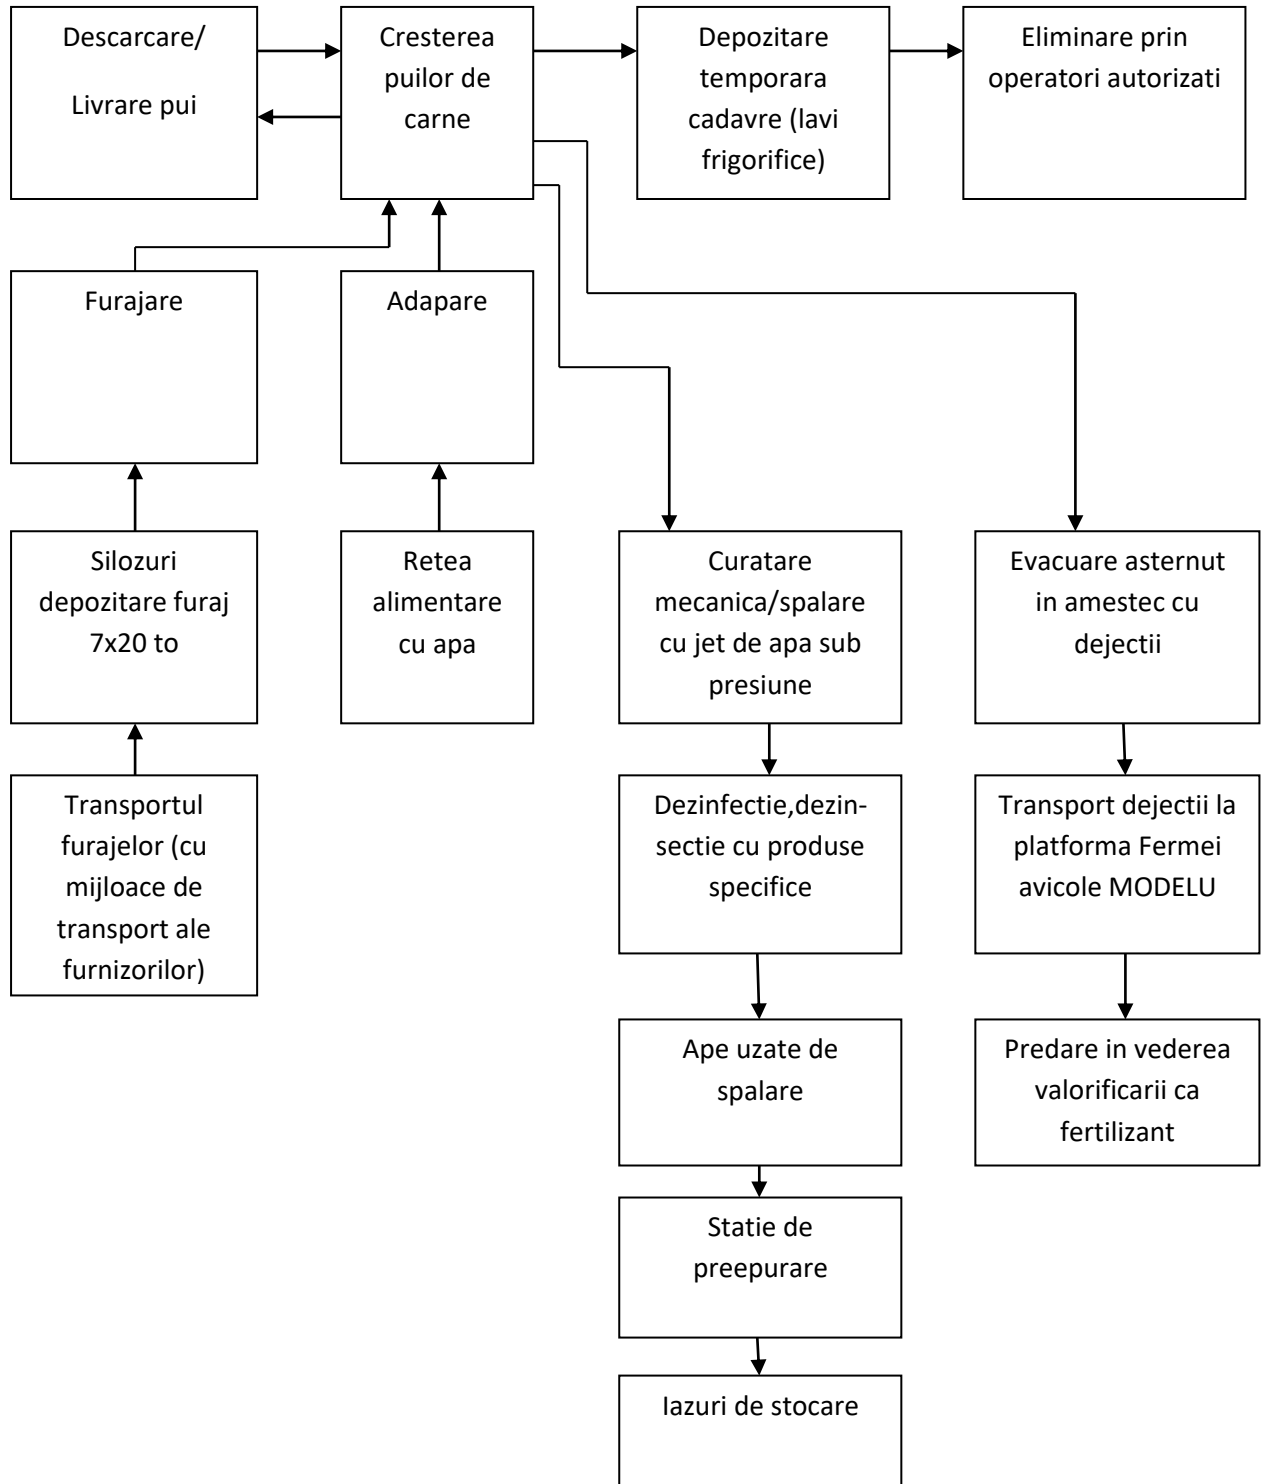 Descarcare/
Livrare pui
Cresterea
puilor de
carne
Depozitare
temporara
cadavre (lavi
frigorifice)
Eliminare prin
operatori autorizati
Furajare
Adapare
Silozuri
depozitare furaj
7x20 to
Retea
alimentare
cu apa
Curatare
mecanica/spalare
cu jet de apa sub
presiune
Evacuare asternut
in amestec cu
dejectii
Transportul
furajelor (cu
mijloace de
transport ale
furnizorilor)
Dezinfectie,dezin-
sectie cu produse
specifice
Transport dejectii la
platforma Fermei
avicole MODELU
Ape uzate de
spalare
Predare in vederea
valorificarii ca
fertilizant
Statie de
preepurare
Iazuri de stocare